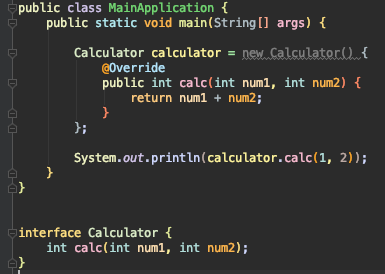 public class MainApplication {
    public static void main(String[] args) {
        Calculator calculator = new Calculator() {
            @Override
            public int calc(int num1, int num2) {
                return num1 + num2;
            }
        };
        System.out.println(calculator.calc(1, 2));
    }
}
interface Calculator {
    int calc(int num1, int num2);
}